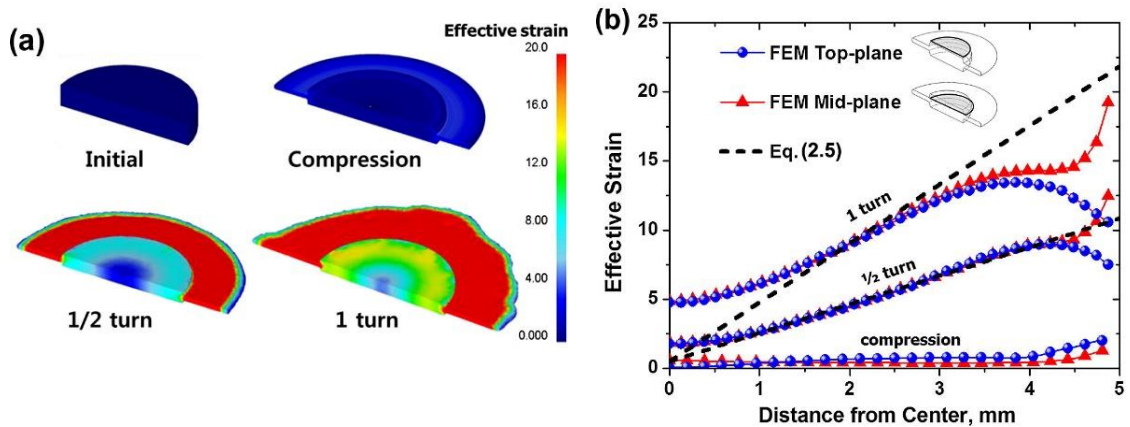 (a)
Effective strain
20.0
16.0
12.0
8.00
4.00
0.000
Initial
Compression
1/2 turn
1 turn
(b)
25
20
15
10
5
0
Effective Strain
FEM Top-plane
FEM Mid-plane
Eq. (2.5)
1 turn
½ turn
compression
0
1
2
3
4
5
Distance from Center, mm